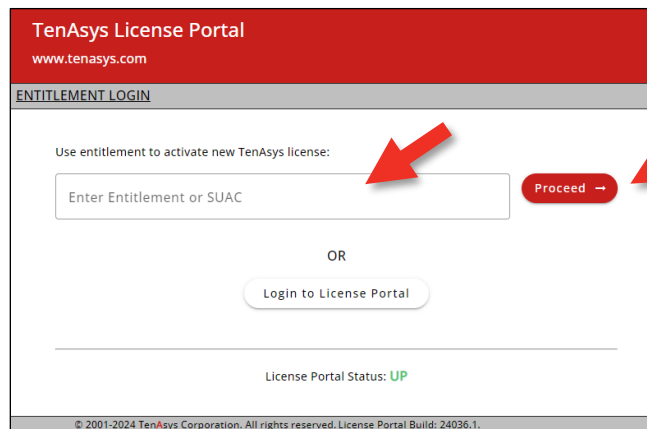 TenAsys License Portal
www.tenasys.com
ENTITLEMENT LOGIN
Use entitlement to activate new TenAsys license:
Enter Entitlement or SUAC
Proceed →
OR
Login to License Portal
License Portal Status: UP
© 2001-2024 TenAsys Corporation. All rights reserved. License Portal Build: 24036.1.